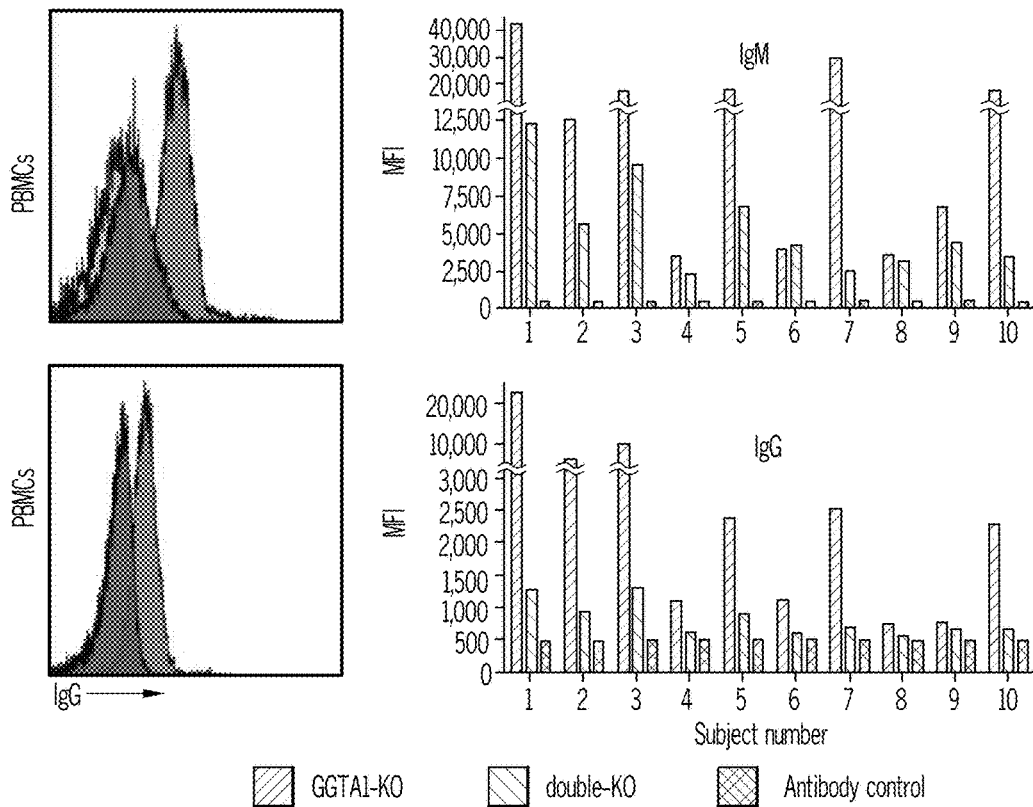 PBMCs
IgM
MFI
40,000
30,000
20,000
12,500
10,000
7,500
5,000
2,500
0
1 2 3 4 5 6 7 8 9 10
PBMCs
IgG
IgG
MFI
20,000
10,000
3,000
2,500
2,000
1,500
1,000
500
0
1 2 3 4 5 6 7 8 9 10
Subject number
GGTA1-KO double-KO Antibody control